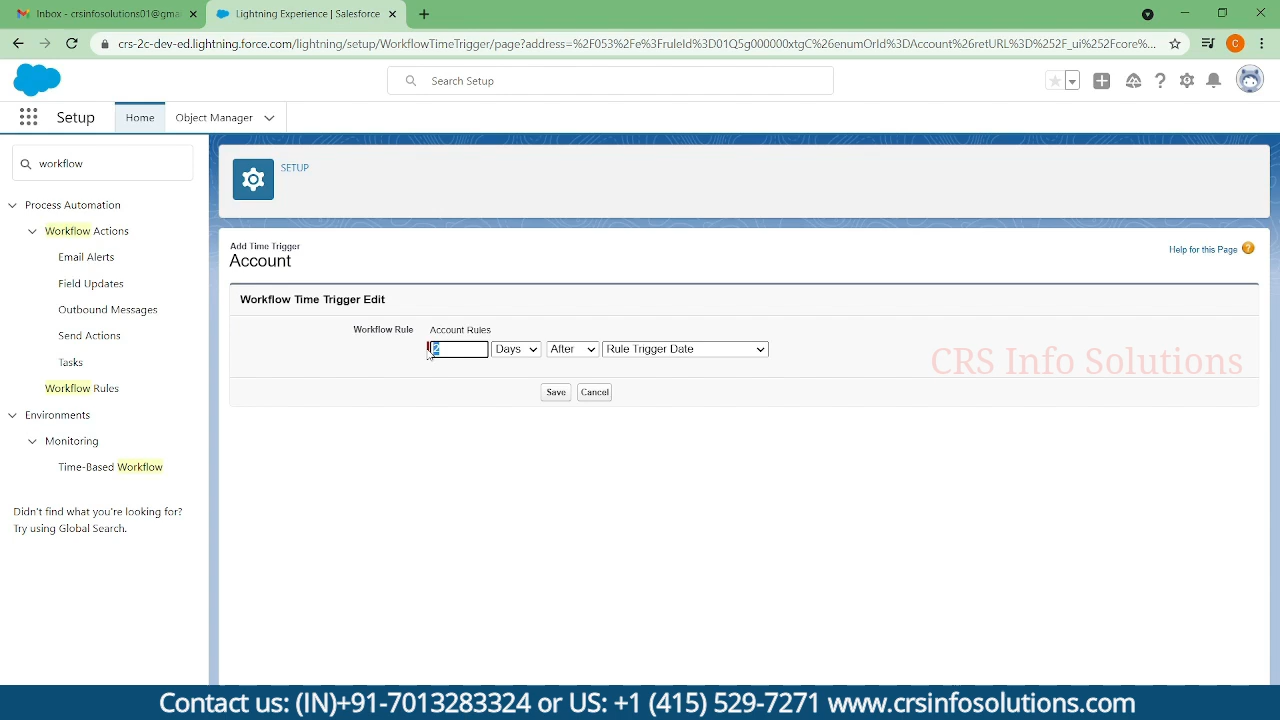 Inbox - crsinfosolutions01@gma
Lightning Experience | Salesforce
crs-2c-dev-ed.lightning.force.com/lightning/setup/WorkflowTimeTrigger/page?address=%2F053%2Fe%3FruleId%3D01Q5g000000xtgC%26enumOrId%3DAccount%26retURL%3D%252F_ui%252Fcore%...
C
Search Setup
Setup
Home
Object Manager
workflow
SETUP
Process Automation
Workflow Actions
Email Alerts
Field Updates
Outbound Messages
Send Actions
Tasks
Workflow Rules
Environments
Monitoring
Time-Based Workflow
Didn't find what you're looking for?
Try using Global Search.
Add Time Trigger
Account
Help for this Page
Workflow Time Trigger Edit
Workflow Rule Account Rules
2 Days After Rule Trigger Date
Save Cancel
CRS Info Solutions
Contact us: (IN)+91-7013283324 or US: +1 (415) 529-7271 www.crsinfosolutions.com